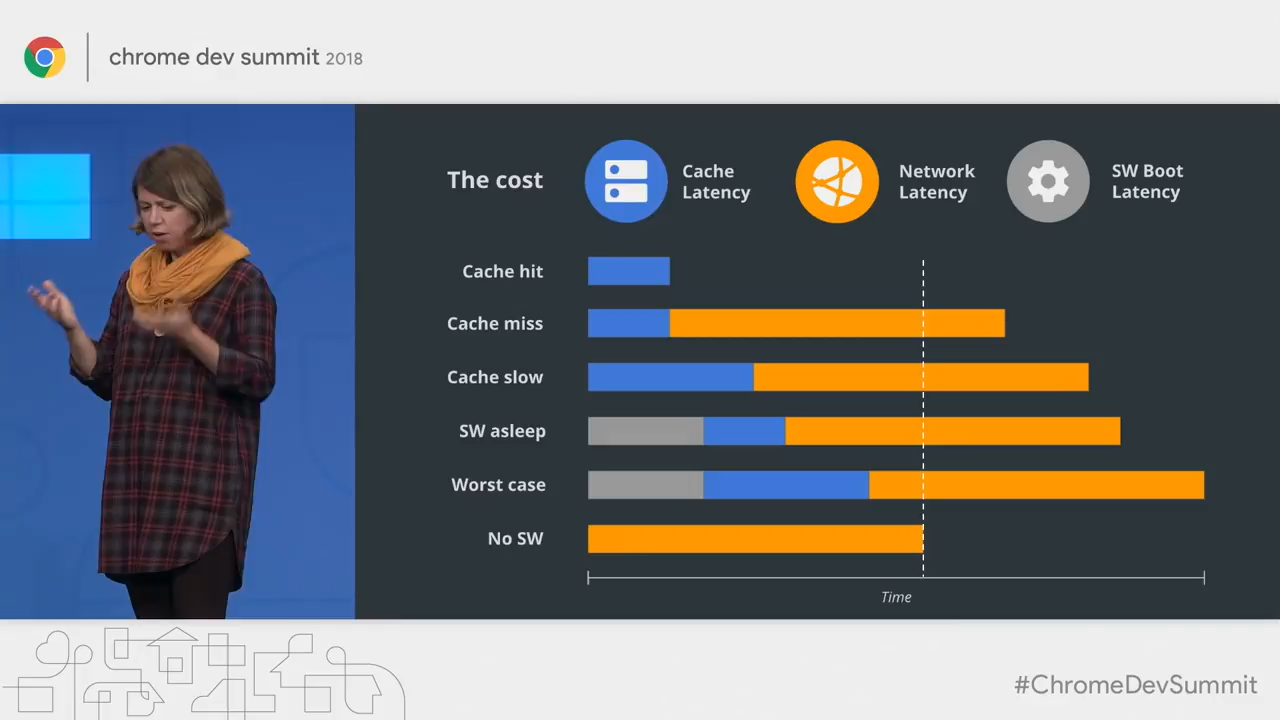 chrome dev summit 2018
The cost
Cache
Latency
Network
Latency
SW Boot
Latency
Cache hit
Cache miss
Cache slow
SW asleep
Worst case
No SW
Time
#ChromeDevSummit